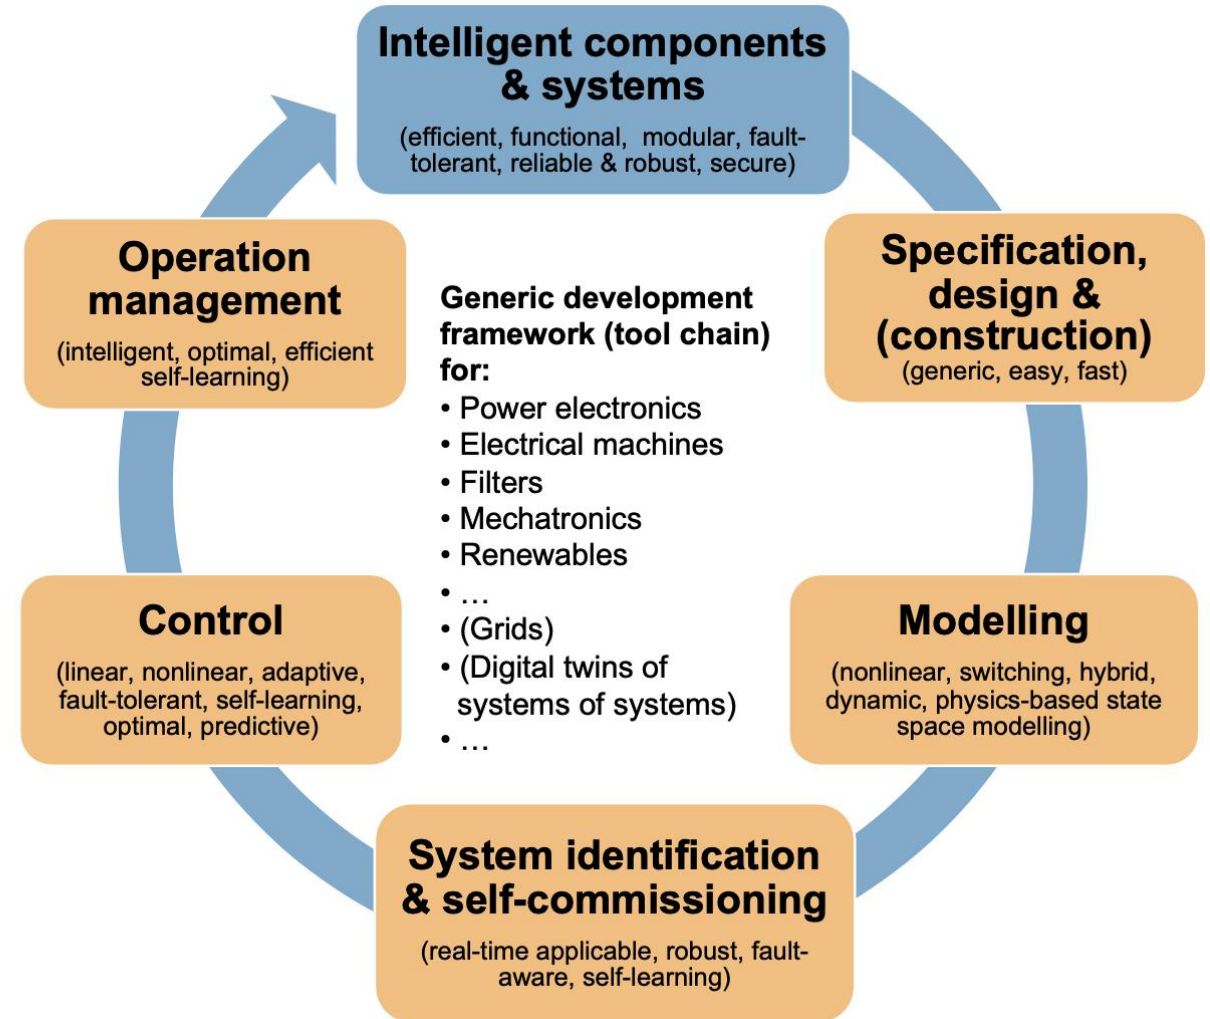 Intelligent components
& systems
(efficient, functional, modular, fault-
tolerant, reliable & robust, secure)
Specification,
design &
(construction)
(generic, easy, fast)
Modelling
(nonlinear, switching, hybrid,
dynamic, physics-based state
space modelling)
System identification
& self-commissioning
(real-time applicable, robust, fault-
aware, self-learning)
Control
(linear, nonlinear, adaptive,
fault-tolerant, self-learning,
optimal, predictive)
Operation
management
(intelligent, optimal, efficient
self-learning)
Generic development
framework (tool chain)
for:
• Power electronics
• Electrical machines
• Filters
• Mechatronics
• Renewables
• …
• (Grids)
• (Digital twins of
systems of systems)
• …